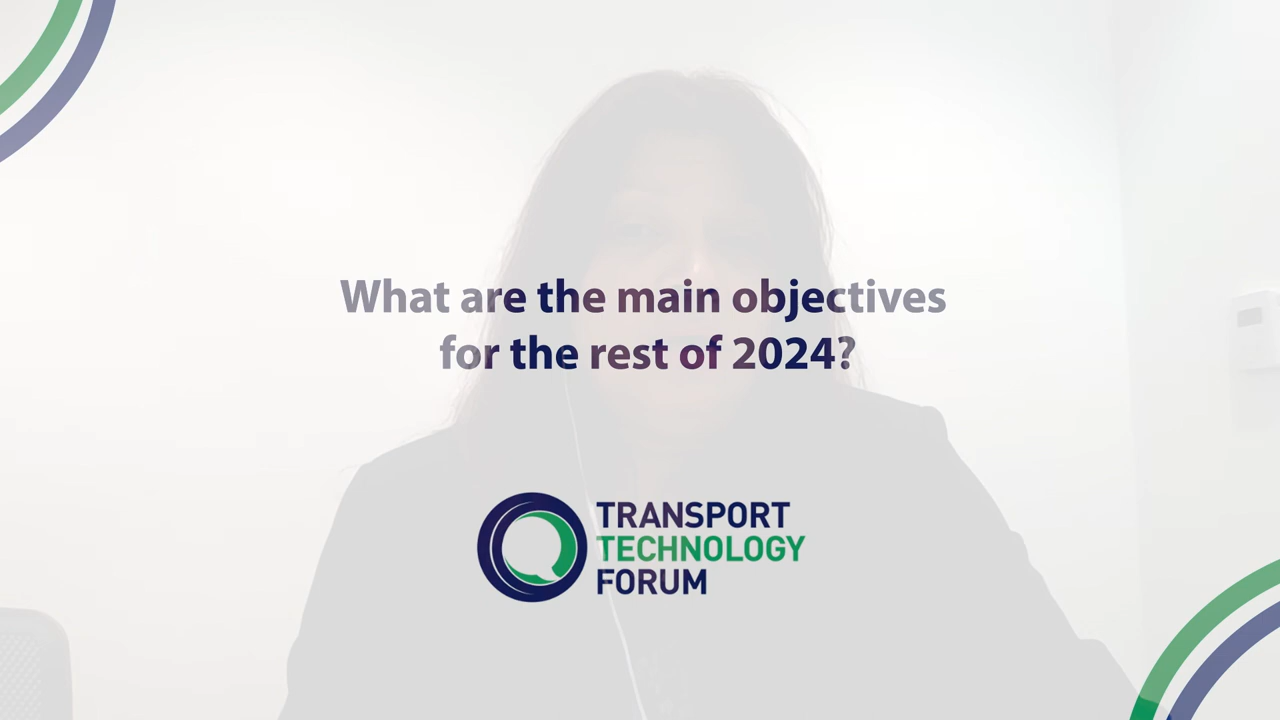 What are the main objectives
for the rest of 2024?
TRANSPORT
TECHNOLOGY
FORUM